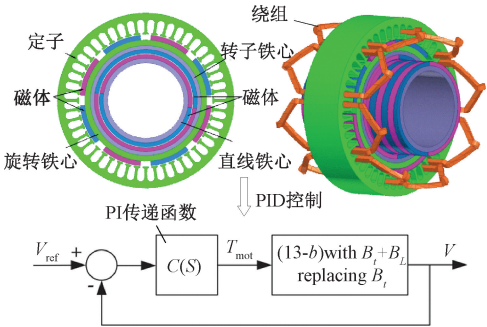 绕组
定子
转子铁心
磁体
磁体
旋转铁心
直线铁心
PID控制
PI传递函数
V_ref
+
-
C(S)
T_mot
(13-b)with B_t+B_L
replacing B_t
V